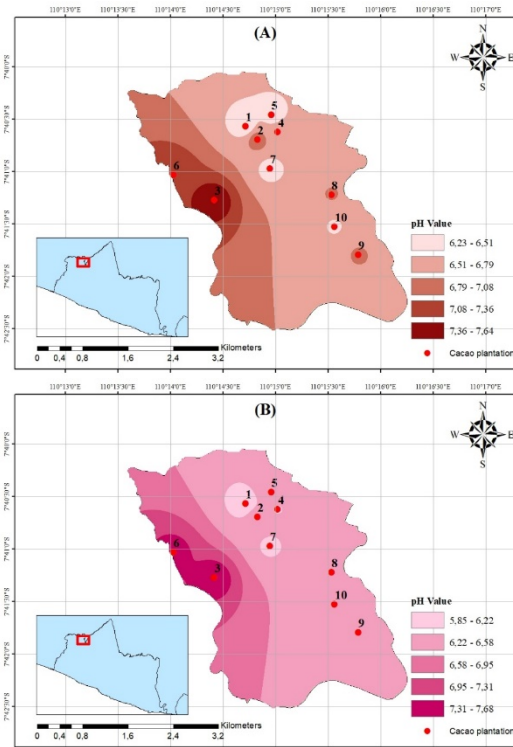 110°13'0"E 110°13'30"E 110°14'0"E 110°14'30"E 110°15'0"E 110°15'30"E 110°16'0"E 110°16'30"E 110°17'0"E
(A)
N
W E
S
7°41'0"S
7°40'30"S
7°41'0"S
7°41'30"S
7°42'0"S
7°42'30"S
5
1
4
2
7
6
3
8
10
9
pH Value
6,23 - 6,51
6,51 - 6,79
6,79 - 7,08
7,08 - 7,36
7,36 - 7,64
Cacao plantation
Kilometers
0 0,4 0,8 1,6 2,4 3,2
110°13'0"E 110°13'30"E 110°14'0"E 110°14'30"E 110°15'0"E 110°15'30"E 110°16'0"E 110°16'30"E 110°17'0"E
(B)
N
W E
S
7°41'0"S
7°40'30"S
7°41'0"S
7°41'30"S
7°42'0"S
7°42'30"S
5
1
4
2
7
6
3
8
10
9
pH Value
5,85 - 6,22
6,22 - 6,58
6,58 - 6,95
6,95 - 7,31
7,31 - 7,68
Cacao plantation
Kilometers
0 0,4 0,8 1,6 2,4 3,2